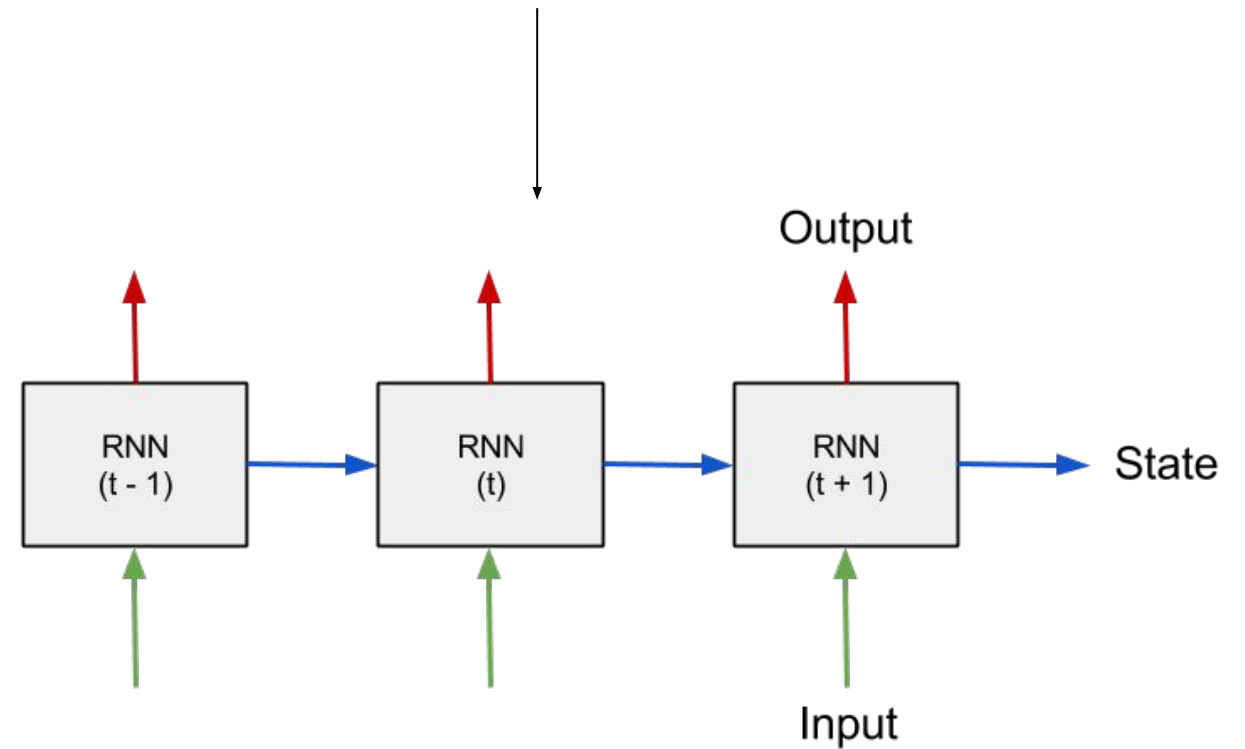 Output
RNN
(t - 1)
RNN
(t)
RNN
(t + 1)
State
Input